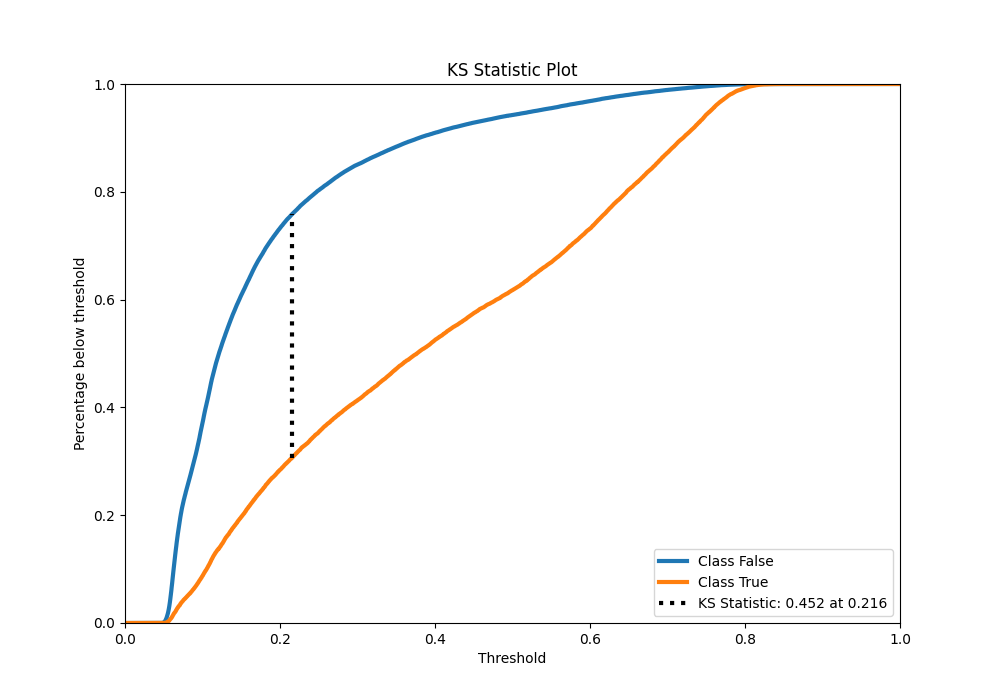 KS Statistic Plot
1.0
0.8
0.6
0.4
0.2
0.0
Percentage below threshold
0.0 0.2 0.4 0.6 0.8 1.0
Threshold
Class False
Class True
KS Statistic: 0.452 at 0.216